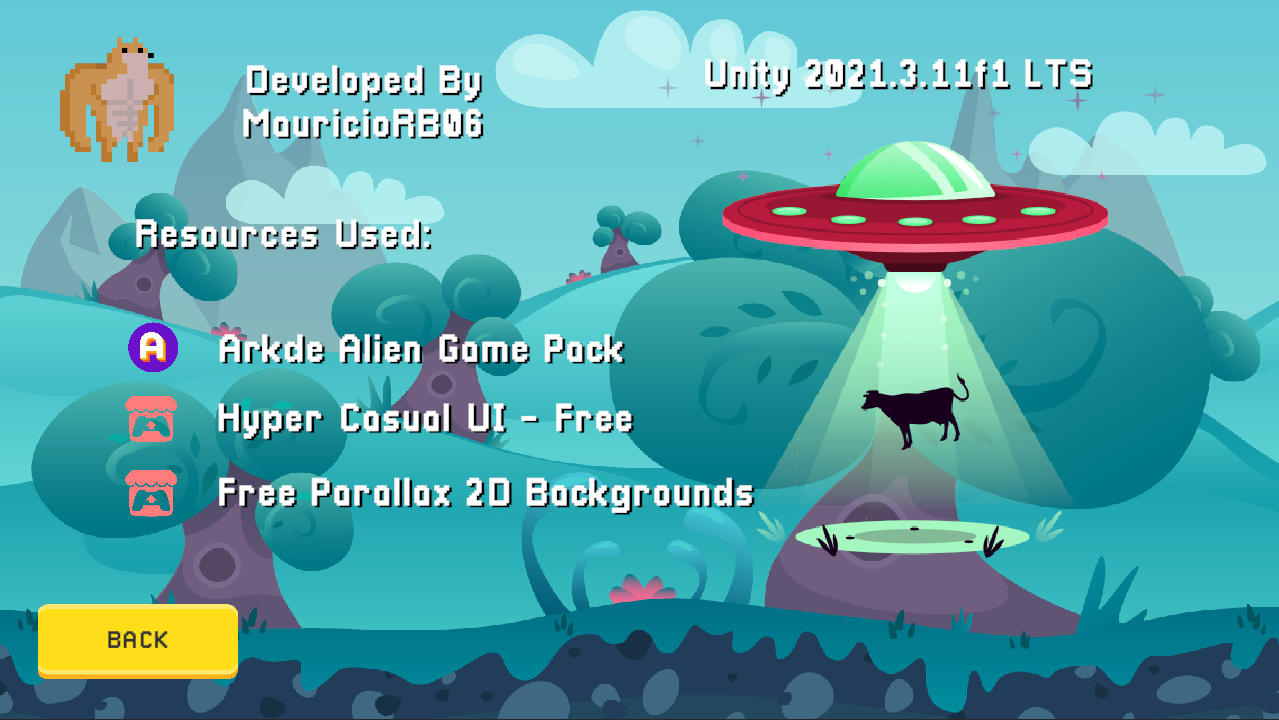 Developed By
MauricioRB06
Unity 2021.3.11f1 LTS
Resources Used:
A
Arkde Alien Game Pack
Hyper Casual UI - Free
Free Parallax 2D Backgrounds
BACK